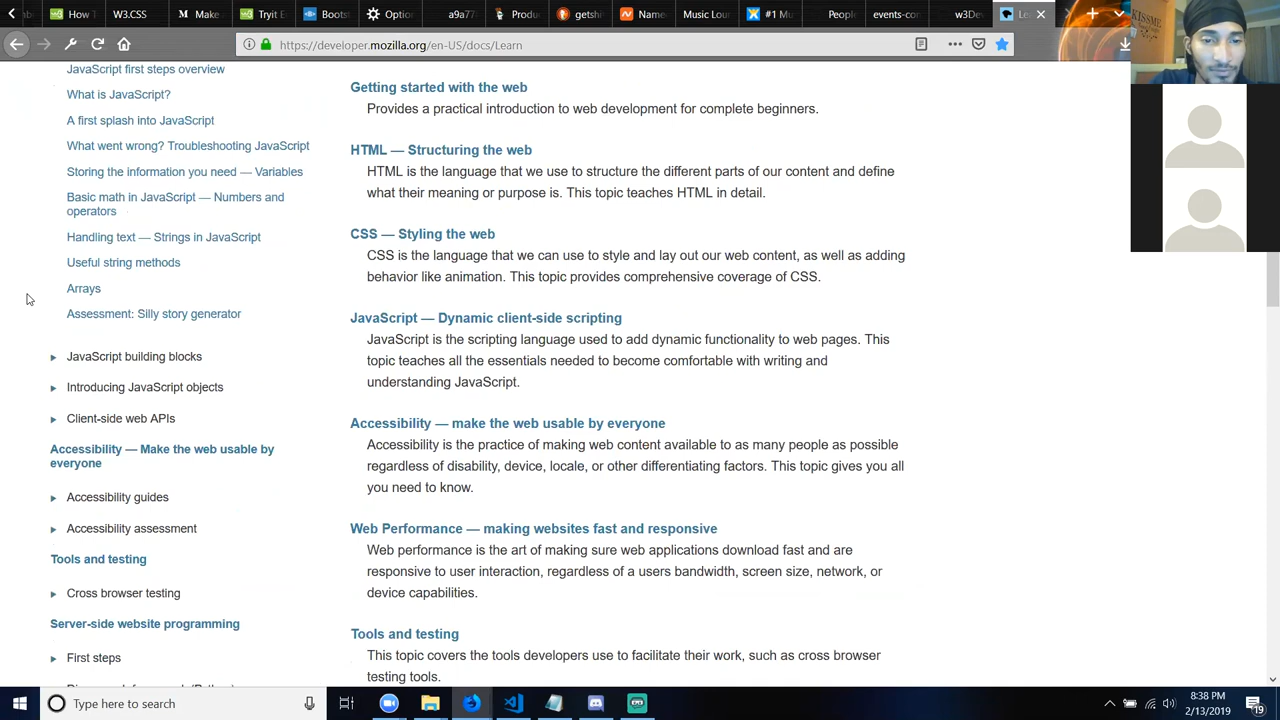 How T
W3.CSS
Make
Tryit E
Bootst
Option
a9a77
Produc
getshi
Name
Music Lour
#1 Mu
People
events-con
w3Dev
Le
https://developer.mozilla.org/en-US/docs/Learn
KISS ME
JavaScript first steps overview
What is JavaScript?
A first splash into JavaScript
What went wrong? Troubleshooting JavaScript
Storing the information you need — Variables
Basic math in JavaScript — Numbers and
operators
Handling text — Strings in JavaScript
Useful string methods
Arrays
Assessment: Silly story generator
JavaScript building blocks
Introducing JavaScript objects
Client-side web APIs
Accessibility — Make the web usable by
everyone
Accessibility guides
Accessibility assessment
Tools and testing
Cross browser testing
Server-side website programming
First steps
Getting started with the web
Provides a practical introduction to web development for complete beginners.
HTML — Structuring the web
HTML is the language that we use to structure the different parts of our content and define
what their meaning or purpose is. This topic teaches HTML in detail.
CSS — Styling the web
CSS is the language that we can use to style and lay out our web content, as well as adding
behavior like animation. This topic provides comprehensive coverage of CSS.
JavaScript — Dynamic client-side scripting
JavaScript is the scripting language used to add dynamic functionality to web pages. This
topic teaches all the essentials needed to become comfortable with writing and
understanding JavaScript.
Accessibility — make the web usable by everyone
Accessibility is the practice of making web content available to as many people as possible
regardless of disability, device, locale, or other differentiating factors. This topic gives you all
you need to know.
Web Performance — making websites fast and responsive
Web performance is the art of making sure web applications download fast and are
responsive to user interaction, regardless of a users bandwidth, screen size, network, or
device capabilities.
Tools and testing
This topic covers the tools developers use to facilitate their work, such as cross browser
testing tools.
Type here to search
8:38 PM
2/13/2019
19